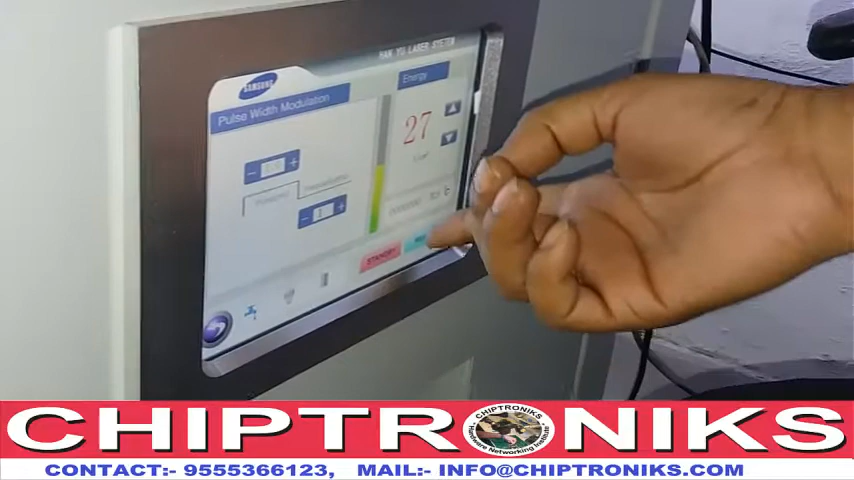 HAN YU LASER SYSTEM
SAMSUNG
Pulse Width Modulation
Energy
27
STANDBY
CHIPTRONIKS
CHIPTRONIKS
Hardware Networking Institute
CONTACT:- 9555366123, MAIL:- INFO@CHIPTRONIKS.COM